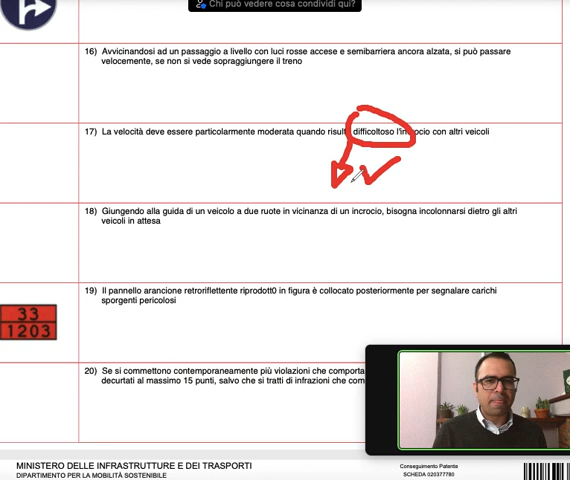 Chi può vedere cosa condividi qui?
16) Avvicinandosi ad un passaggio a livello con luci rosse accese e semibarriera ancora alzata, si può passare
velocemente, se non si vede sopraggiungere il treno
17) La velocità deve essere particolarmente moderata quando risulti difficoltoso l'incrocio con altri veicoli
18) Giungendo alla guida di un veicolo a due ruote in vicinanza di un incrocio, bisogna incolonnarsi dietro gli altri
veicoli in attesa
19) Il pannello arancione retroriflettente riprodott0 in figura è collocato posteriormente per segnalare carichi
sporgenti pericolosi
33
1203
20) Se si commettono contemporaneamente più violazioni che comporta
decurtati al massimo 15 punti, salvo che si tratti di infrazioni che com
MINISTERO DELLE INFRASTRUTTURE E DEI TRASPORTI
DIPARTIMENTO PER LA MOBILITÀ SOSTENIBILE
Conseguimento Patente
SCHEDA 020377780